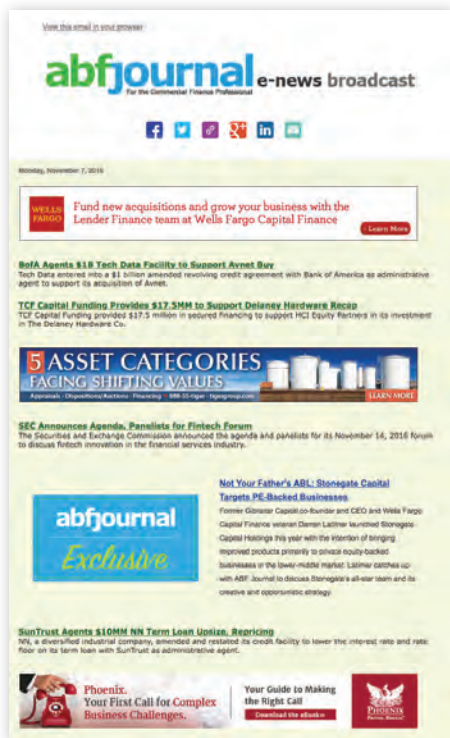 View this email in your browser
abfjournal e-news broadcast
For the Commercial Finance Professional
Monday, November 7, 2016
WELLS
FARGO
Fund new acquisitions and grow your business with the
Lender Finance team at Wells Fargo Capital Finance
Learn More
BofA Agents $1B Tech Data Facility to Support Avnet Buy
Tech Data entered into a $1 billion amended revolving credit agreement with Bank of America as administrative
agent to support its acquisition of Avnet.
TCF Capital Funding Provides $17.5MM to Support Delaney Hardware Recap
TCF Capital Funding provided $17.5 million in secured financing to support HCI Equity Partners in its investment
in The Delaney Hardware Co.
5 ASSET CATEGORIES
FACING SHIFTING VALUES
Appraisals · Dispositions/Auctions · Financing · 888-55-tiger · tigergroup.com
LEARN MORE
SEC Announces Agenda, Panelists for Fintech Forum
The Securities and Exchange Commission announced the agenda and panelists for its November 14, 2016 forum
to discuss fintech innovation in the financial services industry.
abfjournal
Exclusive
Not Your Father's ABL: Stonegate Capital
Targets PE-Backed Businesses
Former Gibraltar Capital co-founder and CEO and Wells Fargo
Capital Finance veteran Darren Latimer launched Stonegate
Capital Holdings this year with the intention of bringing
improved products primarily to private equity-backed
businesses in the lower-middle market. Latimer catches up
with ABF Journal to discuss Stonegate's all-star team and its
creative and opportunistic strategy.
SunTrust Agents $10MM NN Term Loan Upsize, Repricing
NN, a diversified industrial company, amended and restated its credit facility to lower the interest rate and rate
floor on its term loan with SunTrust as administrative agent.
Phoenix.
Your First Call for Complex
Business Challenges.
Your Guide to Making
the Right Call
Download the eBook
PHOENIX